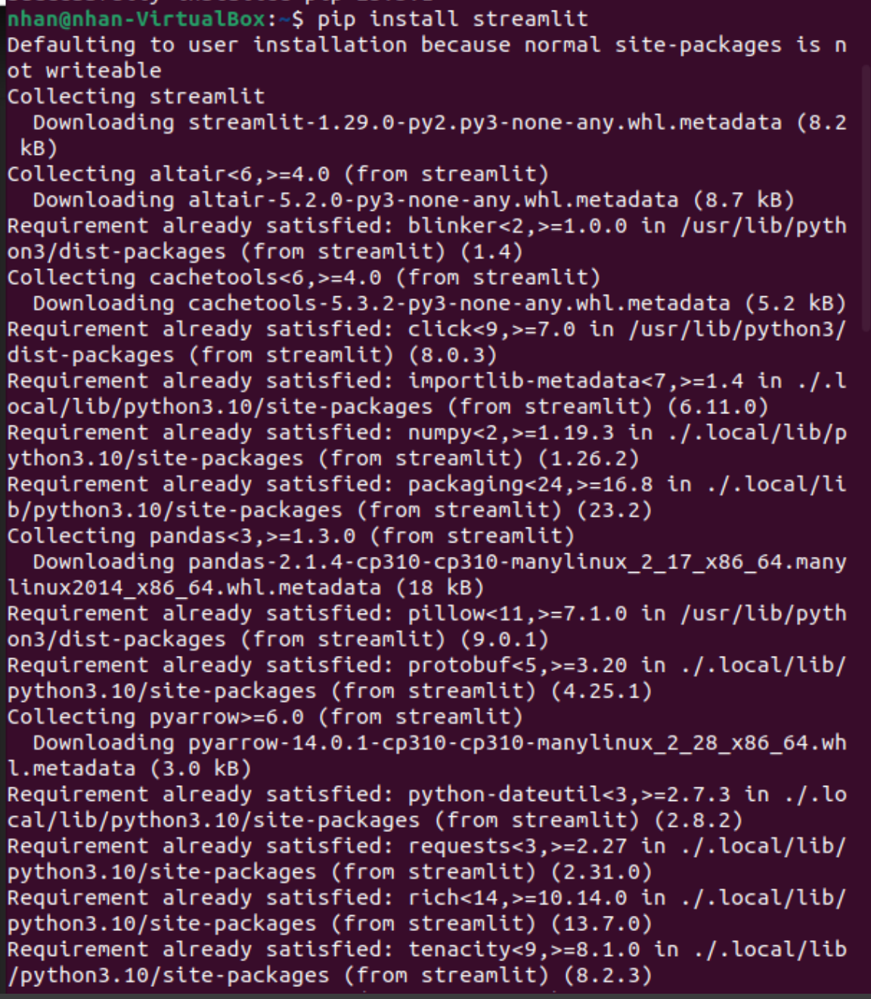 nhan@nhan-VirtualBox:~$ pip install streamlit
Defaulting to user installation because normal site-packages is n
ot writeable
Collecting streamlit
  Downloading streamlit-1.29.0-py2.py3-none-any.whl.metadata (8.2
 kB)
Collecting altair<6,>=4.0 (from streamlit)
  Downloading altair-5.2.0-py3-none-any.whl.metadata (8.7 kB)
Requirement already satisfied: blinker<2,>=1.0.0 in /usr/lib/pyth
on3/dist-packages (from streamlit) (1.4)
Collecting cachetools<6,>=4.0 (from streamlit)
  Downloading cachetools-5.3.2-py3-none-any.whl.metadata (5.2 kB)
Requirement already satisfied: click<9,>=7.0 in /usr/lib/python3/
dist-packages (from streamlit) (8.0.3)
Requirement already satisfied: importlib-metadata<7,>=1.4 in ./.l
ocal/lib/python3.10/site-packages (from streamlit) (6.11.0)
Requirement already satisfied: numpy<2,>=1.19.3 in ./.local/lib/p
ython3.10/site-packages (from streamlit) (1.26.2)
Requirement already satisfied: packaging<24,>=16.8 in ./.local/li
b/python3.10/site-packages (from streamlit) (23.2)
Collecting pandas<3,>=1.3.0 (from streamlit)
  Downloading pandas-2.1.4-cp310-cp310-manylinux_2_17_x86_64.many
linux2014_x86_64.whl.metadata (18 kB)
Requirement already satisfied: pillow<11,>=7.1.0 in /usr/lib/pyth
on3/dist-packages (from streamlit) (9.0.1)
Requirement already satisfied: protobuf<5,>=3.20 in ./.local/lib/
python3.10/site-packages (from streamlit) (4.25.1)
Collecting pyarrow>=6.0 (from streamlit)
  Downloading pyarrow-14.0.1-cp310-cp310-manylinux_2_28_x86_64.wh
l.metadata (3.0 kB)
Requirement already satisfied: python-dateutil<3,>=2.7.3 in ./.lo
cal/lib/python3.10/site-packages (from streamlit) (2.8.2)
Requirement already satisfied: requests<3,>=2.27 in ./.local/lib/
python3.10/site-packages (from streamlit) (2.31.0)
Requirement already satisfied: rich<14,>=10.14.0 in ./.local/lib/
python3.10/site-packages (from streamlit) (13.7.0)
Requirement already satisfied: tenacity<9,>=8.1.0 in ./.local/lib
/python3.10/site-packages (from streamlit) (8.2.3)